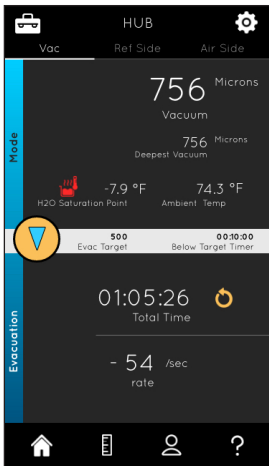 HUB
Vac Ref Side Air Side
756 Microns
Vacuum
756 Microns
Deepest Vacuum
Mode
-7.9 °F 74.3 °F
H2O Saturation Point Ambient Temp
500 00:10:00
Evac Target Below Target Timer
01:05:26
Total Time
Evacuation
- 54 /sec
rate
?